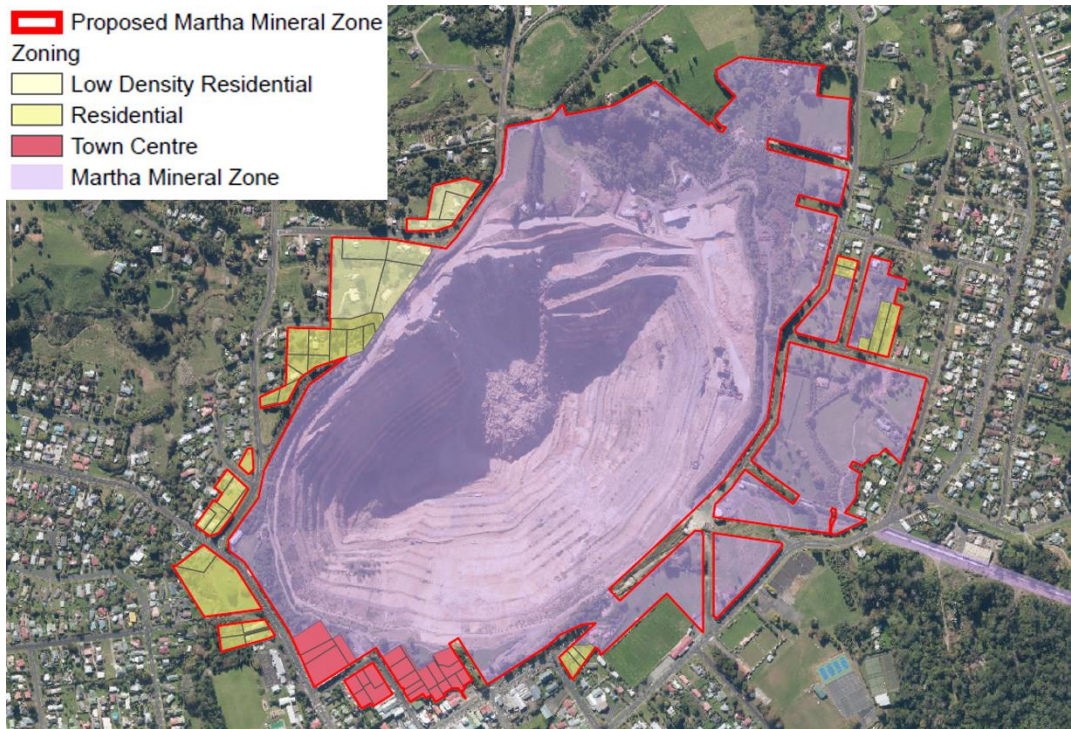 Proposed Martha Mineral Zone
Zoning
Low Density Residential
Residential
Town Centre
Martha Mineral Zone